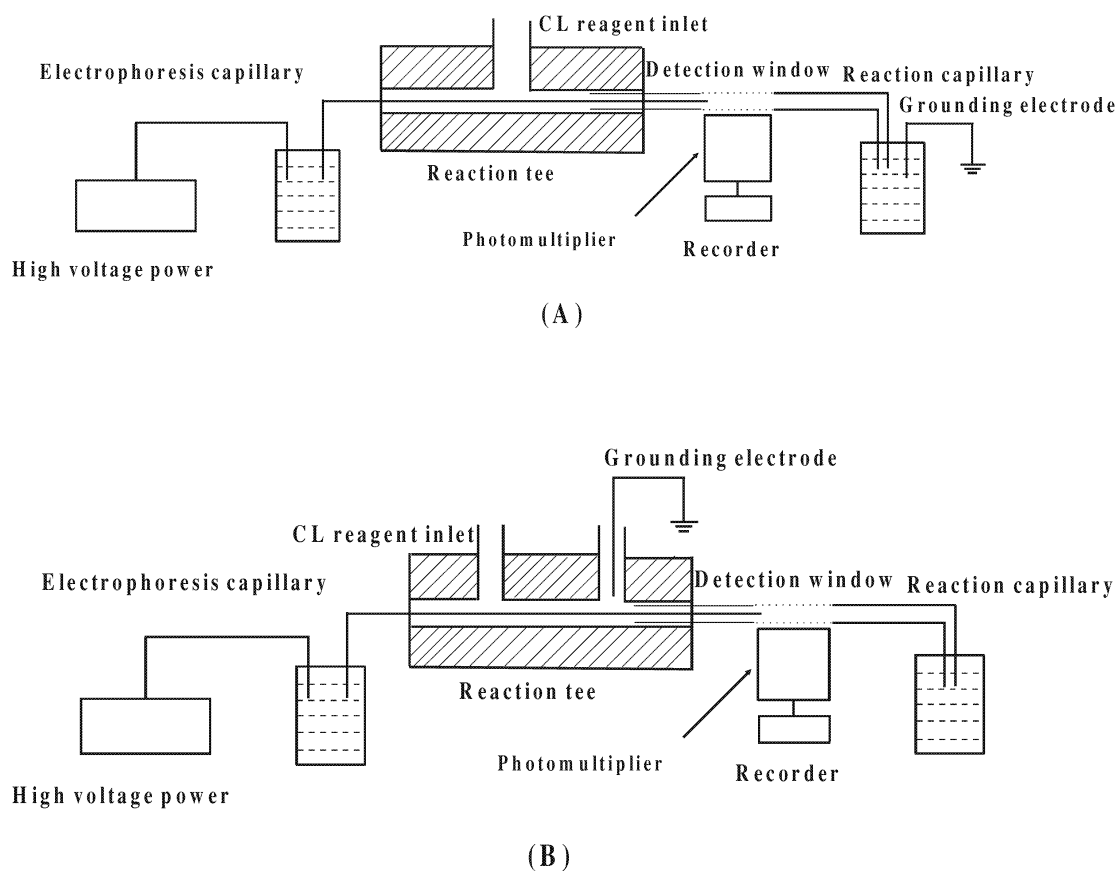 CL reagent inlet
Electrophoresis capillary
Detection window
Reaction capillary
Grounding electrode
Reaction tee
Photomultiplier
Recorder
High voltage power
(A)
Grounding electrode
CL reagent inlet
Electrophoresis capillary
Detection window
Reaction capillary
Reaction tee
Photomultiplier
Recorder
High voltage power
(B)